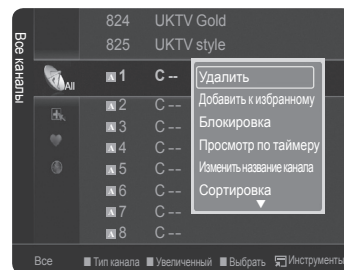 824 UKTV Gold
825 UKTV style
Все каналы
All
A 1 C --
A 2 C --
A 3 C --
A 4 C --
A 5 C --
A 6 C --
A 7 C --
A 8 C --
Удалить
Добавить к избранному
Блокировка
Просмотр по таймеру
Изменить название канала
Сортировка
Все Тип канала Увеличенный Выбрать Инструменты